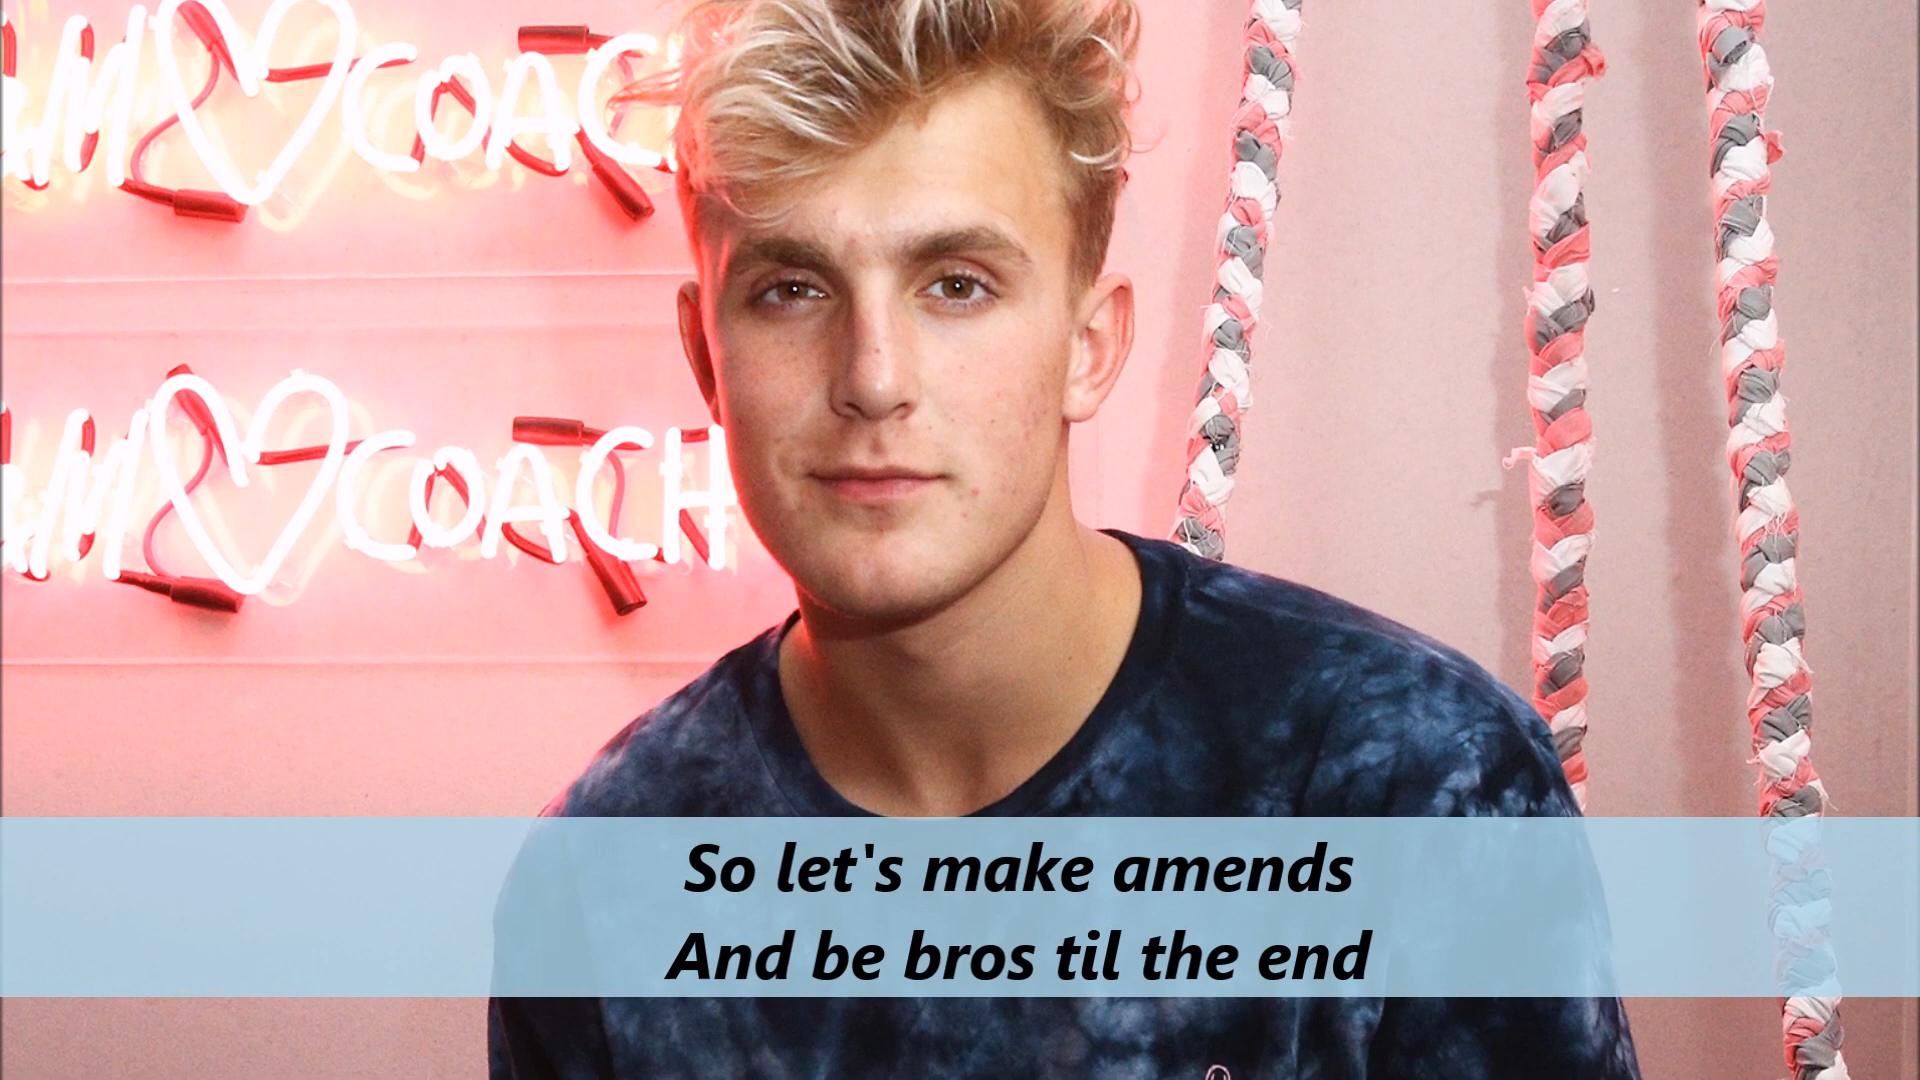 M♡COACH
M♡COACH
So let's make amends
And be bros til the end